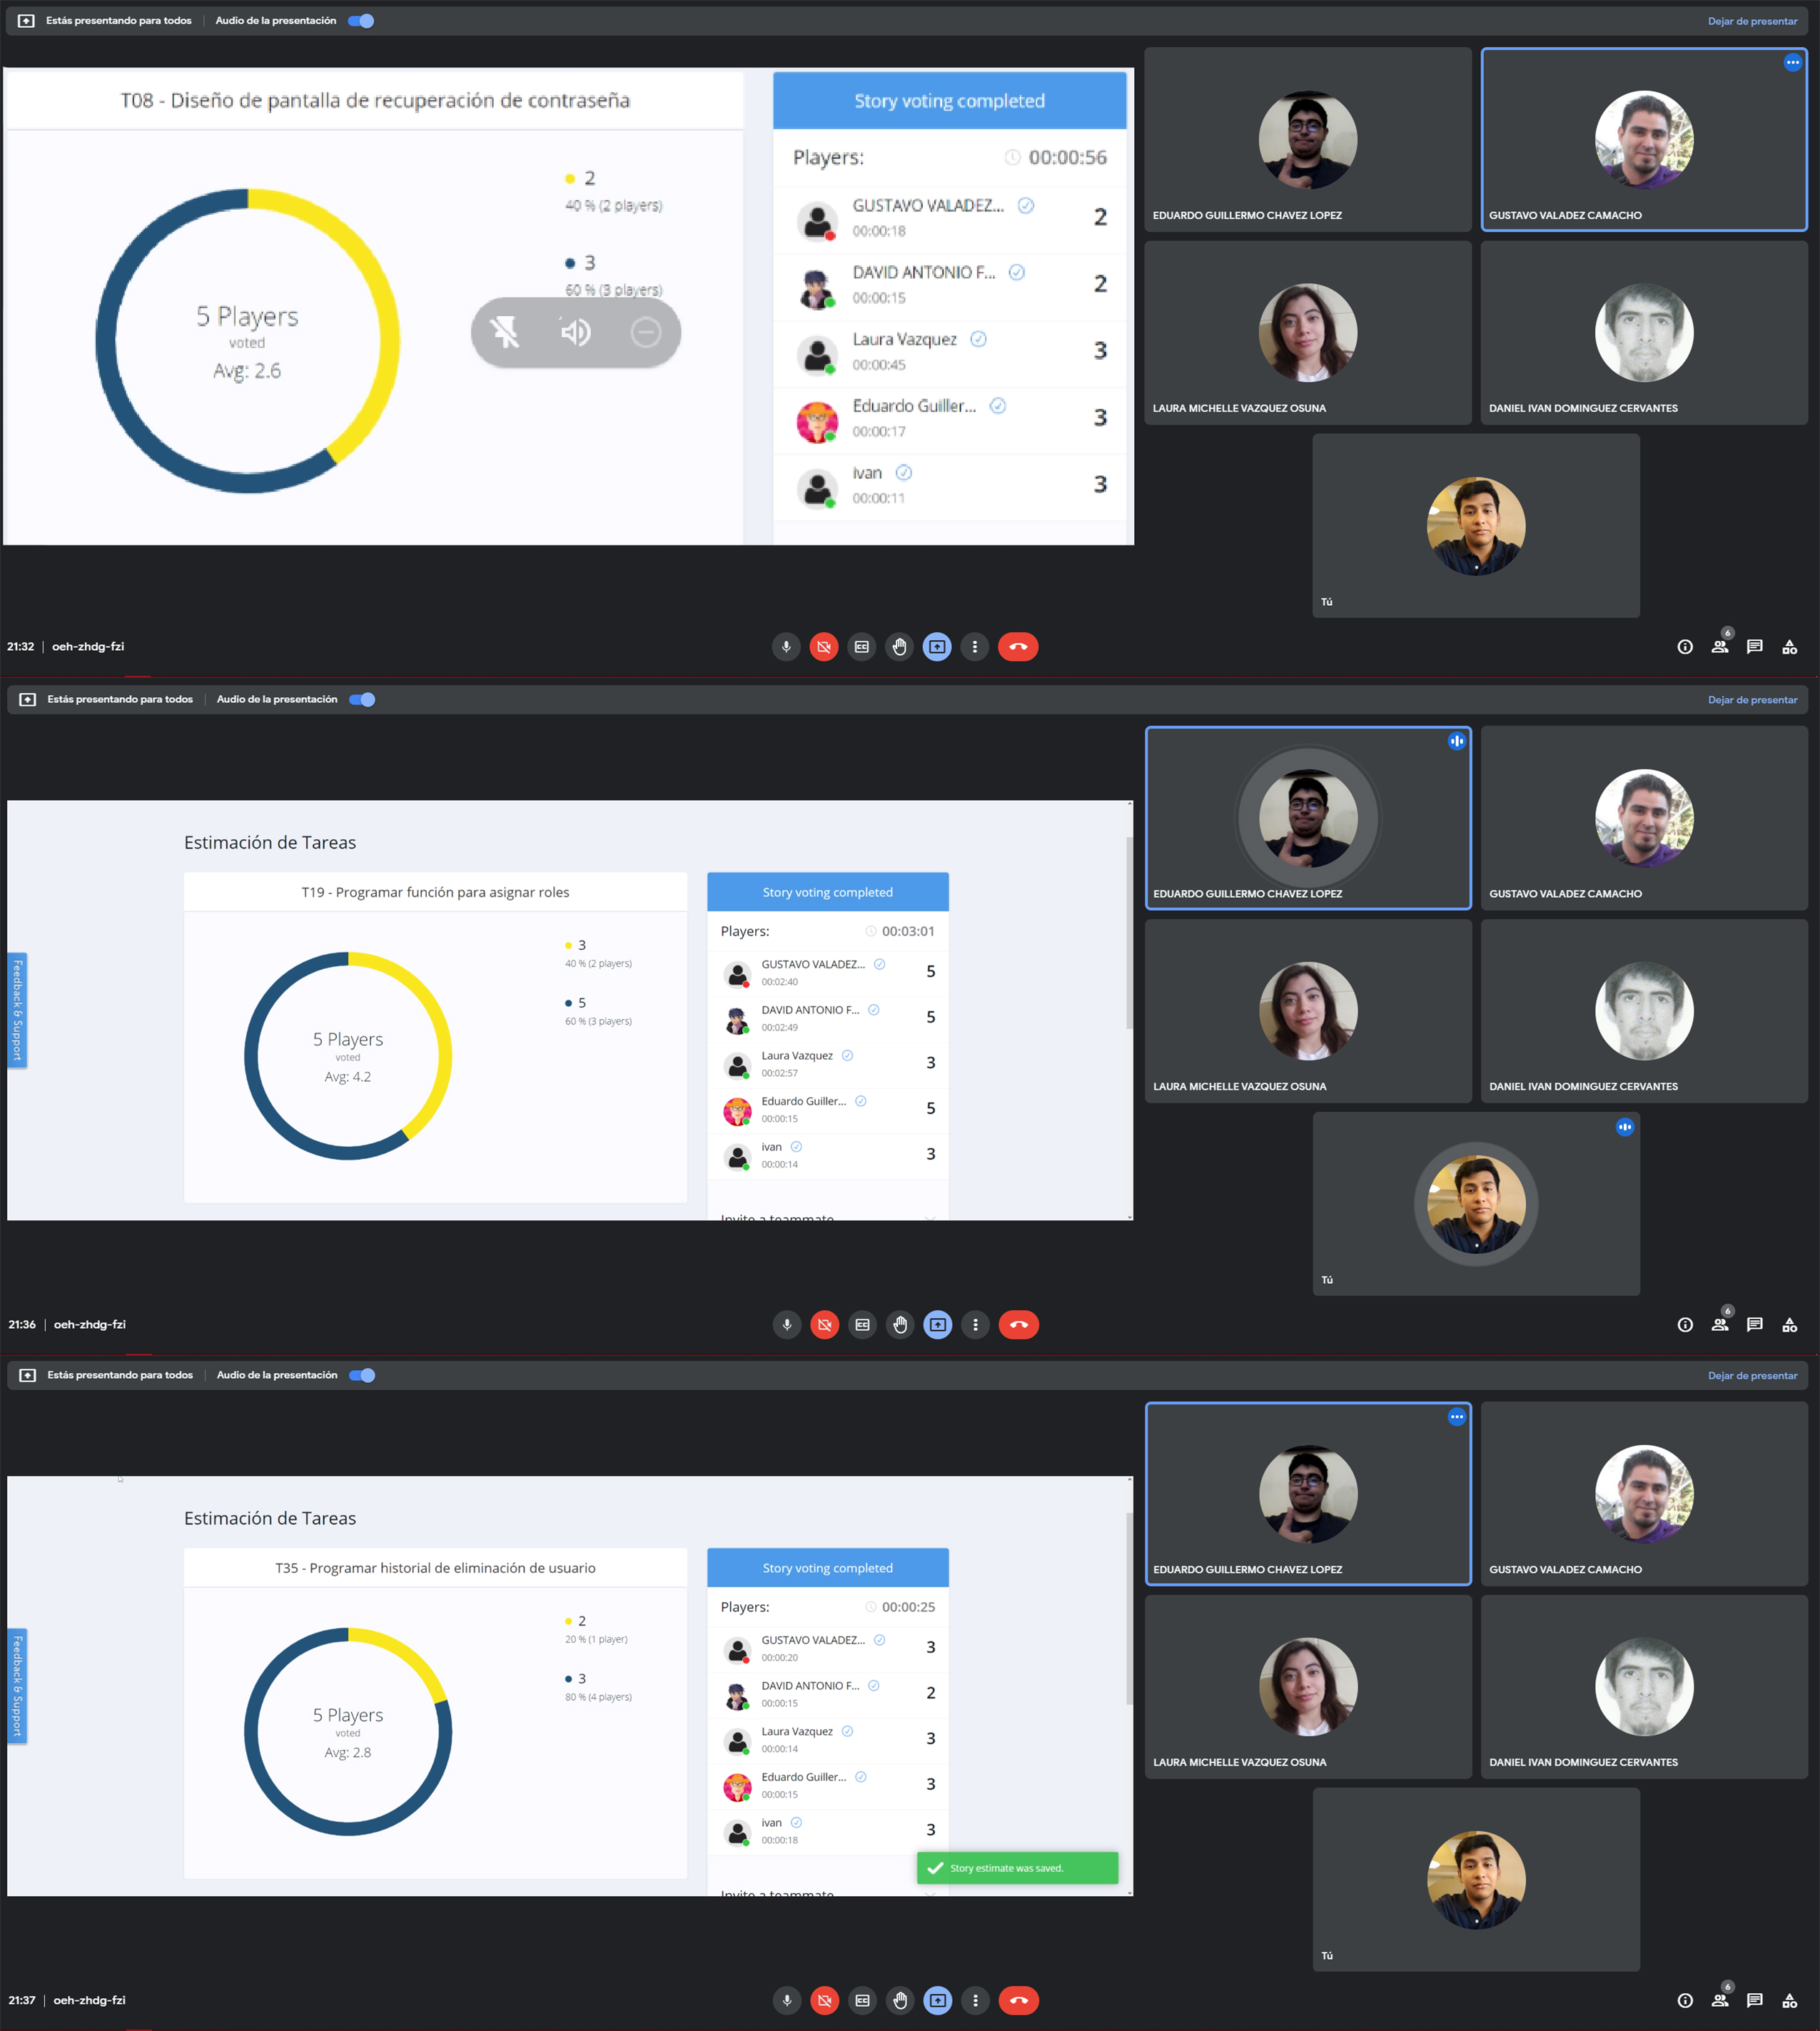 Estás presentando para todos | Audio de la presentación
Dejar de presentar
T08 - Diseño de pantalla de recuperación de contraseña
2
40 % (2 players)
3
60 % (3 players)
5 Players
voted
Avg: 2.6
Story voting completed
Players: 00:00:56
GUSTAVO VALADEZ... 2
00:00:18
DAVID ANTONIO F... 2
00:00:15
Laura Vazquez 3
00:00:45
Eduardo Guiller... 3
00:00:17
ivan 3
00:00:11
EDUARDO GUILLERMO CHAVEZ LOPEZ
GUSTAVO VALADEZ CAMACHO
LAURA MICHELLE VAZQUEZ OSUNA
DANIEL IVAN DOMINGUEZ CERVANTES
Tú
21:32 | oeh-zhdg-fzi
CC
6
Estás presentando para todos | Audio de la presentación
Dejar de presentar
Feedback & Support
Estimación de Tareas
T19 - Programar función para asignar roles
3
40 % (2 players)
5
60 % (3 players)
5 Players
voted
Avg: 4.2
Story voting completed
Players: 00:03:01
GUSTAVO VALADEZ... 5
00:02:40
DAVID ANTONIO F... 5
00:02:49
Laura Vazquez 3
00:02:57
Eduardo Guiller... 5
00:00:15
ivan 3
00:00:14
Invite a teammate
EDUARDO GUILLERMO CHAVEZ LOPEZ
GUSTAVO VALADEZ CAMACHO
LAURA MICHELLE VAZQUEZ OSUNA
DANIEL IVAN DOMINGUEZ CERVANTES
Tú
21:36 | oeh-zhdg-fzi
CC
6
Estás presentando para todos | Audio de la presentación
Dejar de presentar
Feedback & Support
Estimación de Tareas
T35 - Programar historial de eliminación de usuario
2
20 % (1 player)
3
80 % (4 players)
5 Players
voted
Avg: 2.8
Story voting completed
Players: 00:00:25
GUSTAVO VALADEZ... 3
00:00:20
DAVID ANTONIO F... 2
00:00:15
Laura Vazquez 3
00:00:14
Eduardo Guiller... 3
00:00:15
ivan 3
00:00:18
Story estimate was saved.
Invite a teammate
EDUARDO GUILLERMO CHAVEZ LOPEZ
GUSTAVO VALADEZ CAMACHO
LAURA MICHELLE VAZQUEZ OSUNA
DANIEL IVAN DOMINGUEZ CERVANTES
Tú
21:37 | oeh-zhdg-fzi
CC
6